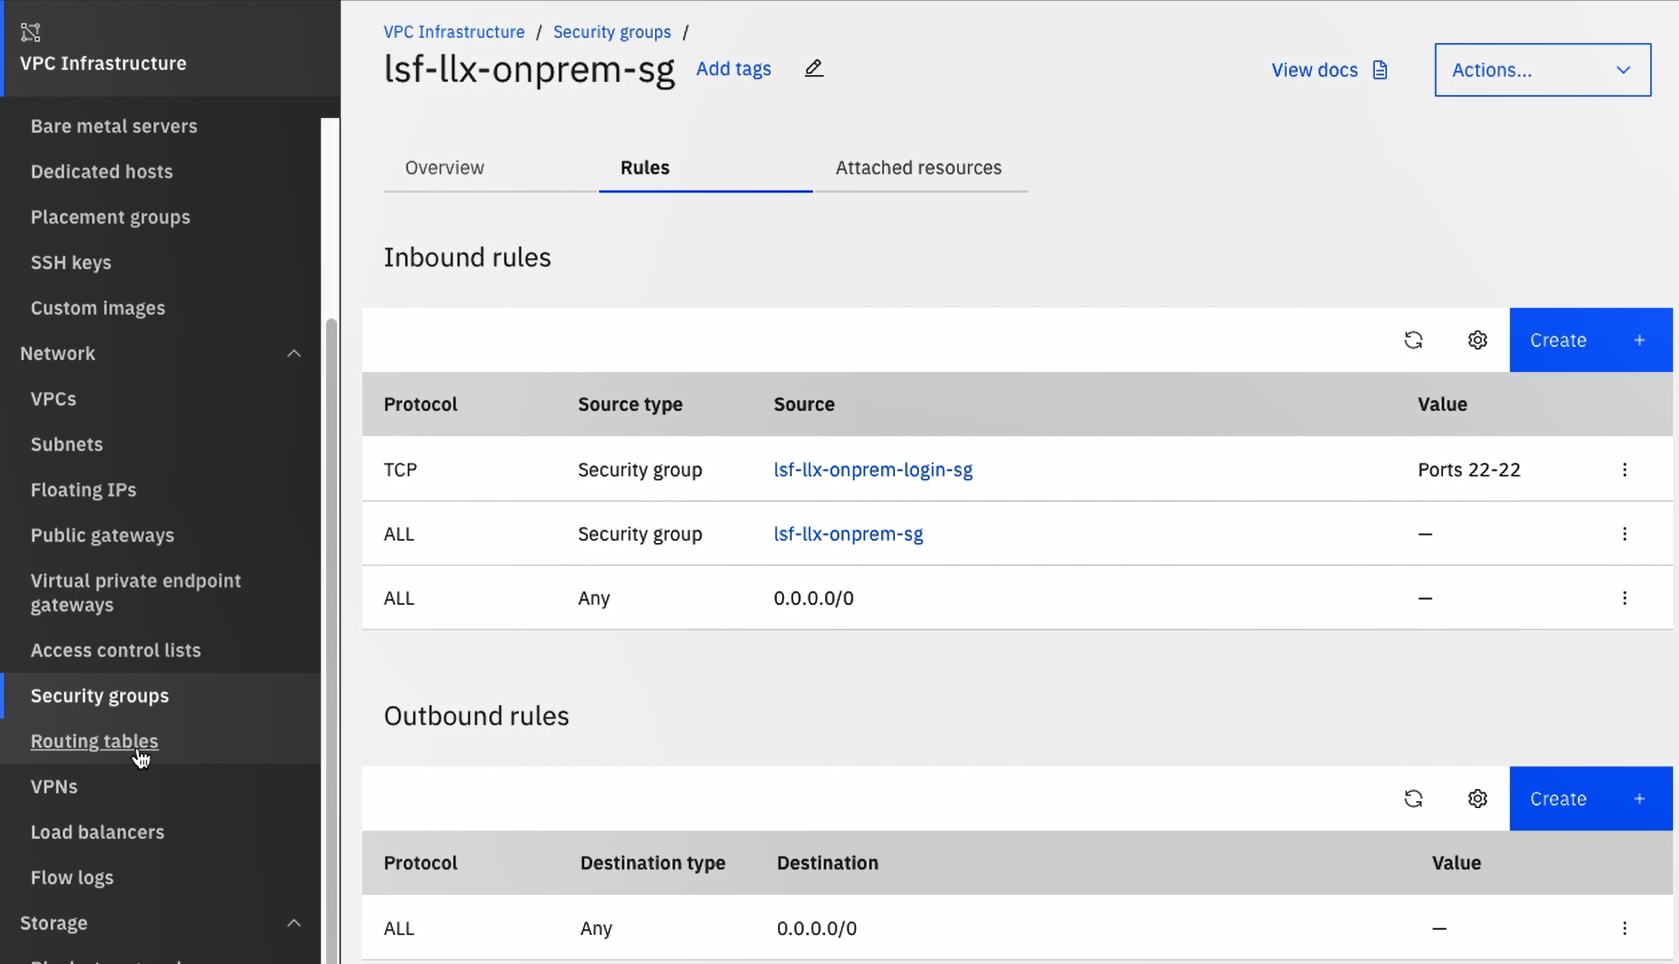 VPC Infrastructure
Bare metal servers
Dedicated hosts
Placement groups
SSH keys
Custom images
Network
VPCs
Subnets
Floating IPs
Public gateways
Virtual private endpoint
gateways
Access control lists
Security groups
Routing tables
VPNs
Load balancers
Flow logs
Storage
VPC Infrastructure / Security groups /
lsf-llx-onprem-sg Add tags
View docs
Actions...
Overview Rules Attached resources
Inbound rules
Create +
Protocol Source type Source Value
TCP Security group lsf-llx-onprem-login-sg Ports 22-22
ALL Security group lsf-llx-onprem-sg –
ALL Any 0.0.0.0/0 –
Outbound rules
Create +
Protocol Destination type Destination Value
ALL Any 0.0.0.0/0 –